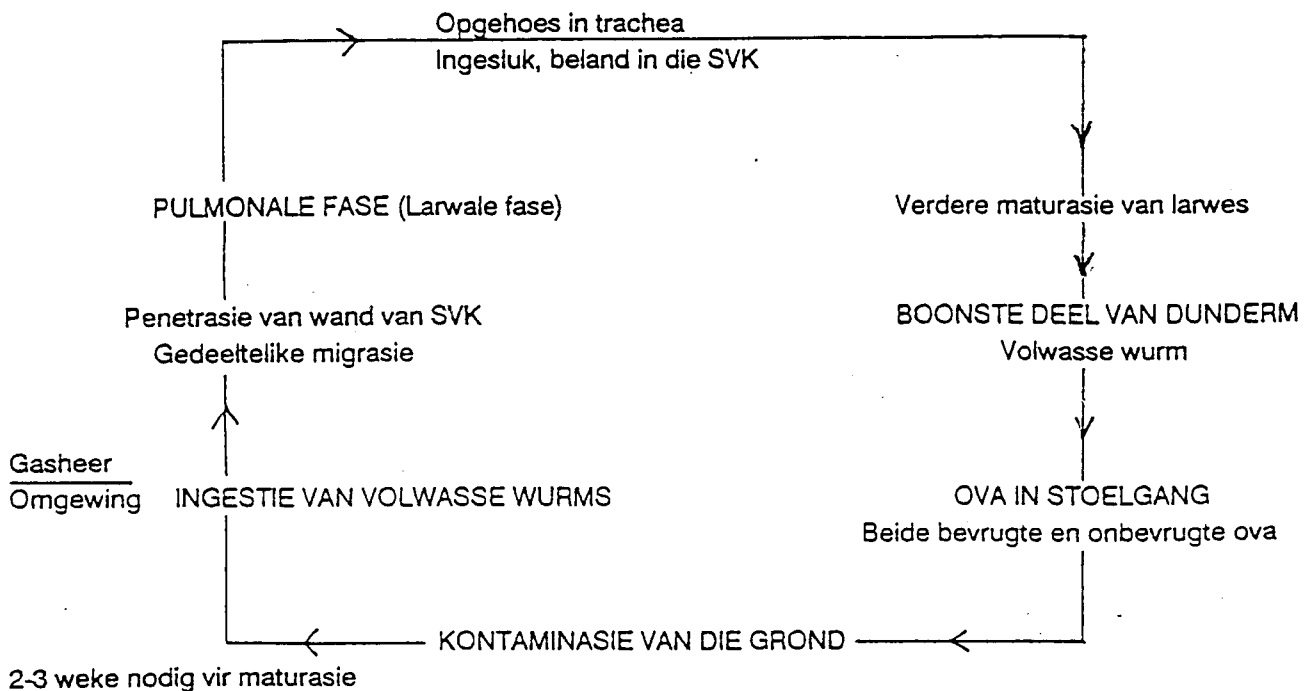 Opgehoes in trachea
Ingesluk, beland in die SVK
PULMONALE FASE (Larwale fase)
Verdere maturasie van larwes
Penetrasie van wand van SVK
Gedeeltelike migrasie
BOONSTE DEEL VAN DUNDERM
Volwasse wurm
Gasheer
Omgewing
INGESTIE VAN VOLWASSE WURMS
OVA IN STOELGANG
Beide bevrugte en onbevrugte ova
KONTAMINASIE VAN DIE GROND
2-3 weke nodig vir maturasie